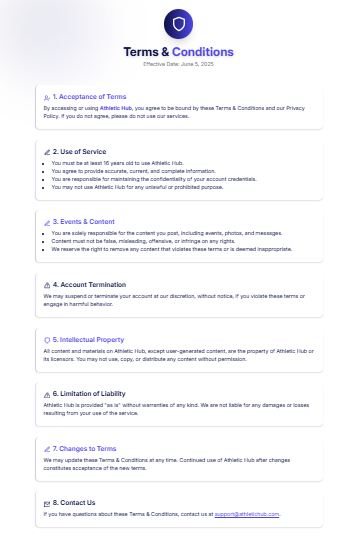 Terms & Conditions
Effective Date: June 5, 2025
1. Acceptance of Terms
By accessing or using Athletic Hub, you agree to be bound by these Terms & Conditions and our Privacy
Policy. If you do not agree, please do not use our services.
2. Use of Service
You must be at least 16 years old to use Athletic Hub.
You agree to provide accurate, current, and complete information.
You are responsible for maintaining the confidentiality of your account credentials.
You may not use Athletic Hub for any unlawful or prohibited purpose.
3. Events & Content
You are solely responsible for the content you post, including events, photos, and messages.
Content must not be false, misleading, offensive, or infringe on any rights.
We reserve the right to remove any content that violates these terms or is deemed inappropriate.
4. Account Termination
We may suspend or terminate your account at our discretion, without notice, if you violate these terms or
engage in harmful behavior.
5. Intellectual Property
All content and materials on Athletic Hub, except user-generated content, are the property of Athletic Hub or
its licensors. You may not use, copy, or distribute any content without permission.
6. Limitation of Liability
Athletic Hub is provided "as is" without warranties of any kind. We are not liable for any damages or losses
resulting from your use of the service.
7. Changes to Terms
We may update these Terms & Conditions at any time. Continued use of Athletic Hub after changes
constitutes acceptance of the new terms.
8. Contact Us
If you have questions about these Terms & Conditions, contact us at support@athletichub.com.